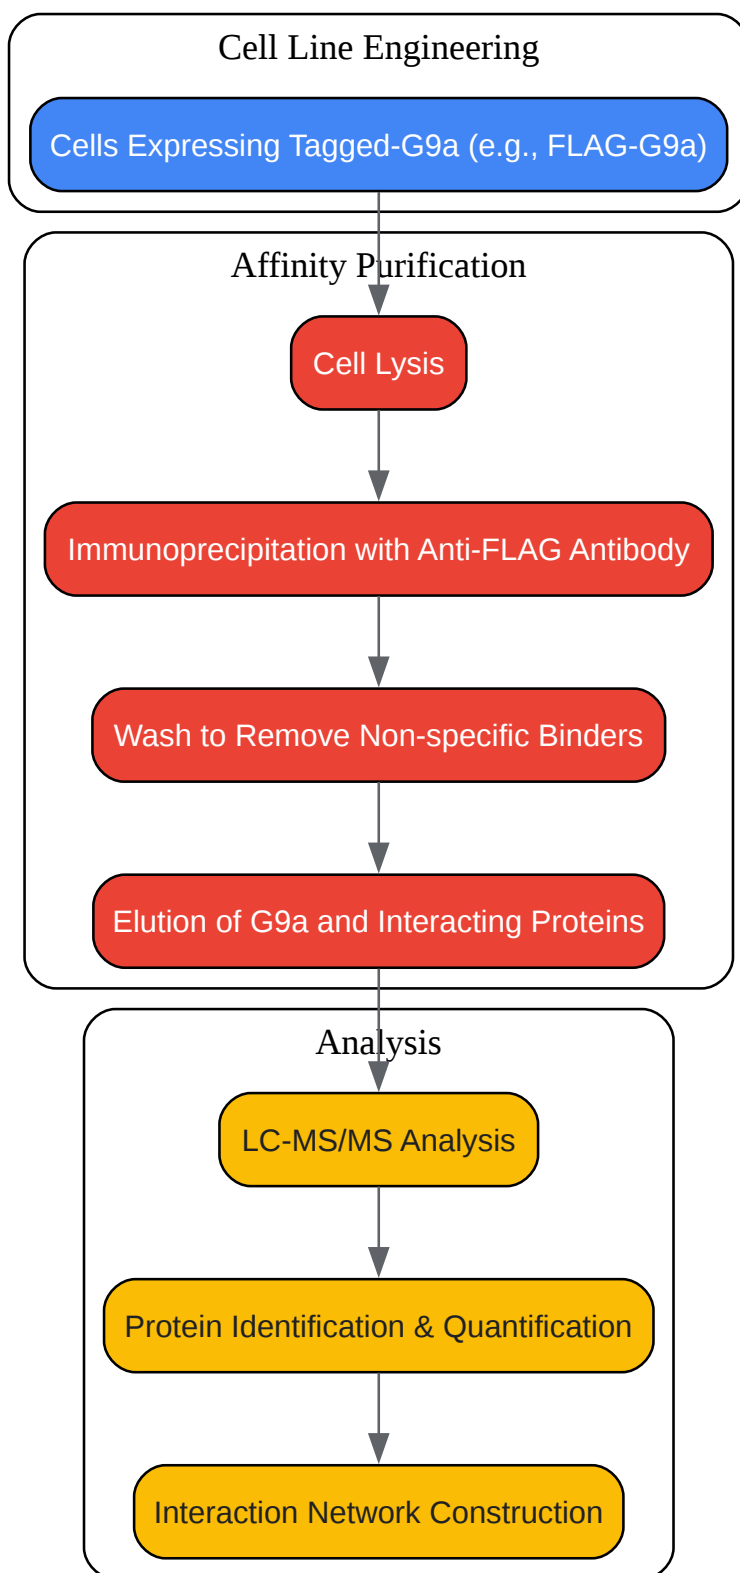 Cell Line Engineering
Cells Expressing Tagged-G9a (e.g., FLAG-G9a)
Affinity Purification
Cell Lysis
Immunoprecipitation with Anti-FLAG Antibody
Wash to Remove Non-specific Binders
Elution of G9a and Interacting Proteins
Analysis
LC-MS/MS Analysis
Protein Identification & Quantification
Interaction Network Construction